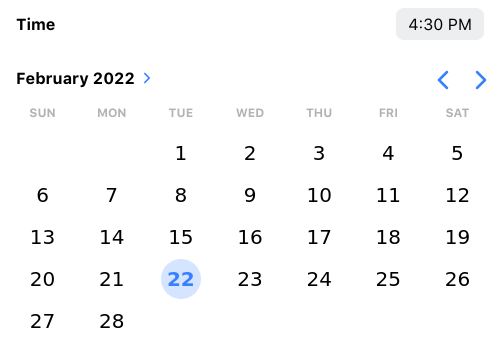 Time 4:30 PM
February 2022
SUN MON TUE WED THU FRI SAT
1 2 3 4 5
6 7 8 9 10 11 12
13 14 15 16 17 18 19
20 21 22 23 24 25 26
27 28